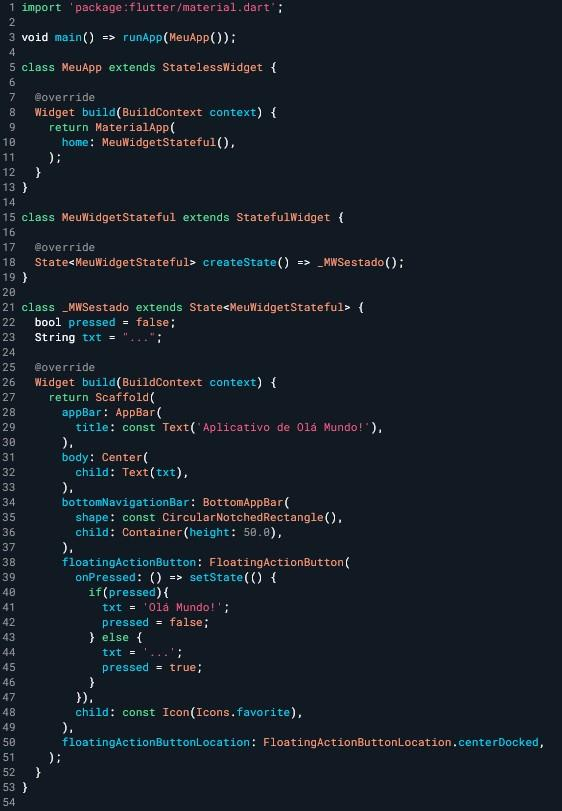 1 import 'package:flutter/material.dart';
2
3 void main() => runApp(MeuApp());
4
5 class MeuApp extends StatelessWidget {
6
7   @override
8   Widget build(BuildContext context) {
9     return MaterialApp(
10       home: MeuWidgetStateful(),
11     );
12   }
13 }
14
15 class MeuWidgetStateful extends StatefulWidget {
16
17   @override
18   State<MeuWidgetStateful> createState() => _MWSestado();
19 }
20
21 class _MWSestado extends State<MeuWidgetStateful> {
22   bool pressed = false;
23   String txt = "...";
24
25   @override
26   Widget build(BuildContext context) {
27     return Scaffold(
28       appBar: AppBar(
29         title: const Text('Aplicativo de Olá Mundo!'),
30       ),
31       body: Center(
32         child: Text(txt),
33       ),
34       bottomNavigationBar: BottomAppBar(
35         shape: const CircularNotchedRectangle(),
36         child: Container(height: 50.0),
37       ),
38       floatingActionButton: FloatingActionButton(
39         onPressed: () => setState(() {
40           if(pressed){
41             txt = 'Olá Mundo!';
42             pressed = false;
43           } else {
44             txt = '...';
45             pressed = true;
46           }
47         }),
48         child: const Icon(Icons.favorite),
49       ),
50       floatingActionButtonLocation: FloatingActionButtonLocation.centerDocked,
51     );
52   }
53 }
54